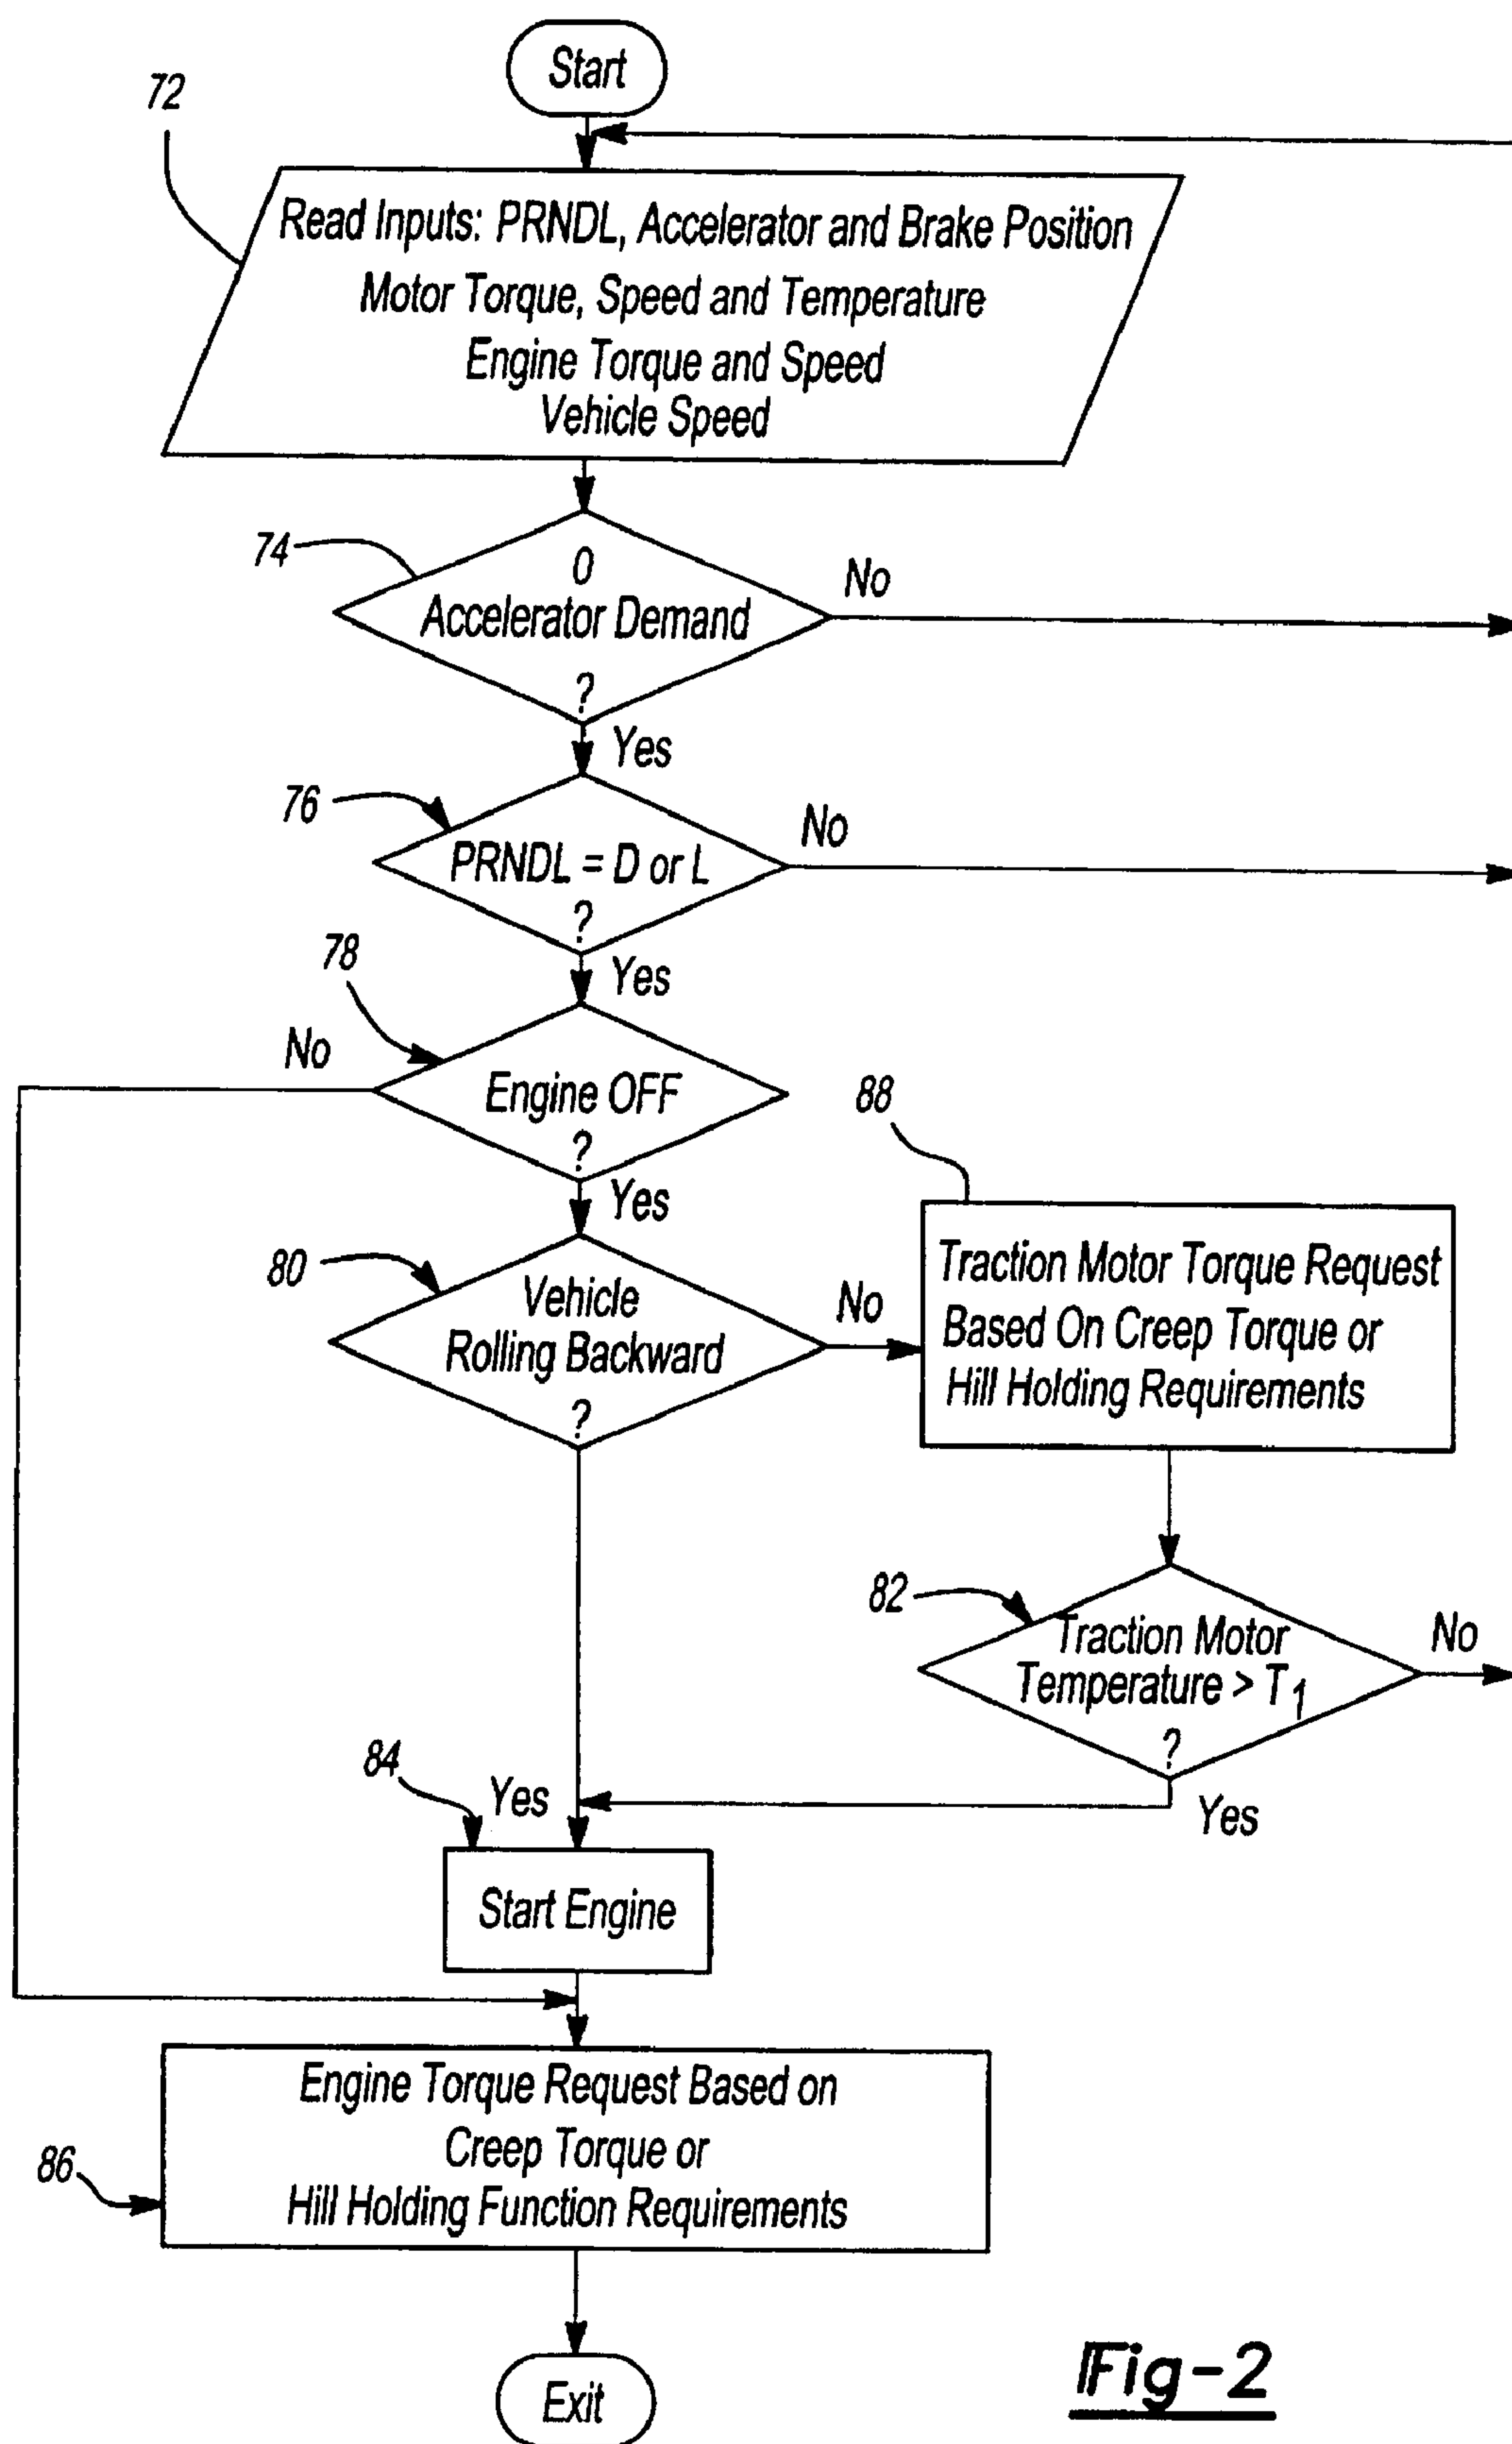 Start
72
Read Inputs: PRNDL, Accelerator and Brake Position
Motor Torque, Speed and Temperature
Engine Torque and Speed
Vehicle Speed
74
0
Accelerator Demand
?
No
Yes
76
PRNDL = D or L
?
No
Yes
78
No
Engine OFF
?
Yes
80
Vehicle
Rolling Backward
?
No
88
Traction Motor Torque Request
Based On Creep Torque or
Hill Holding Requirements
82
Traction Motor
Temperature > T1
?
No
Yes
84
Yes
Start Engine
86
Engine Torque Request Based on
Creep Torque or
Hill Holding Function Requirements
Exit
Fig-2